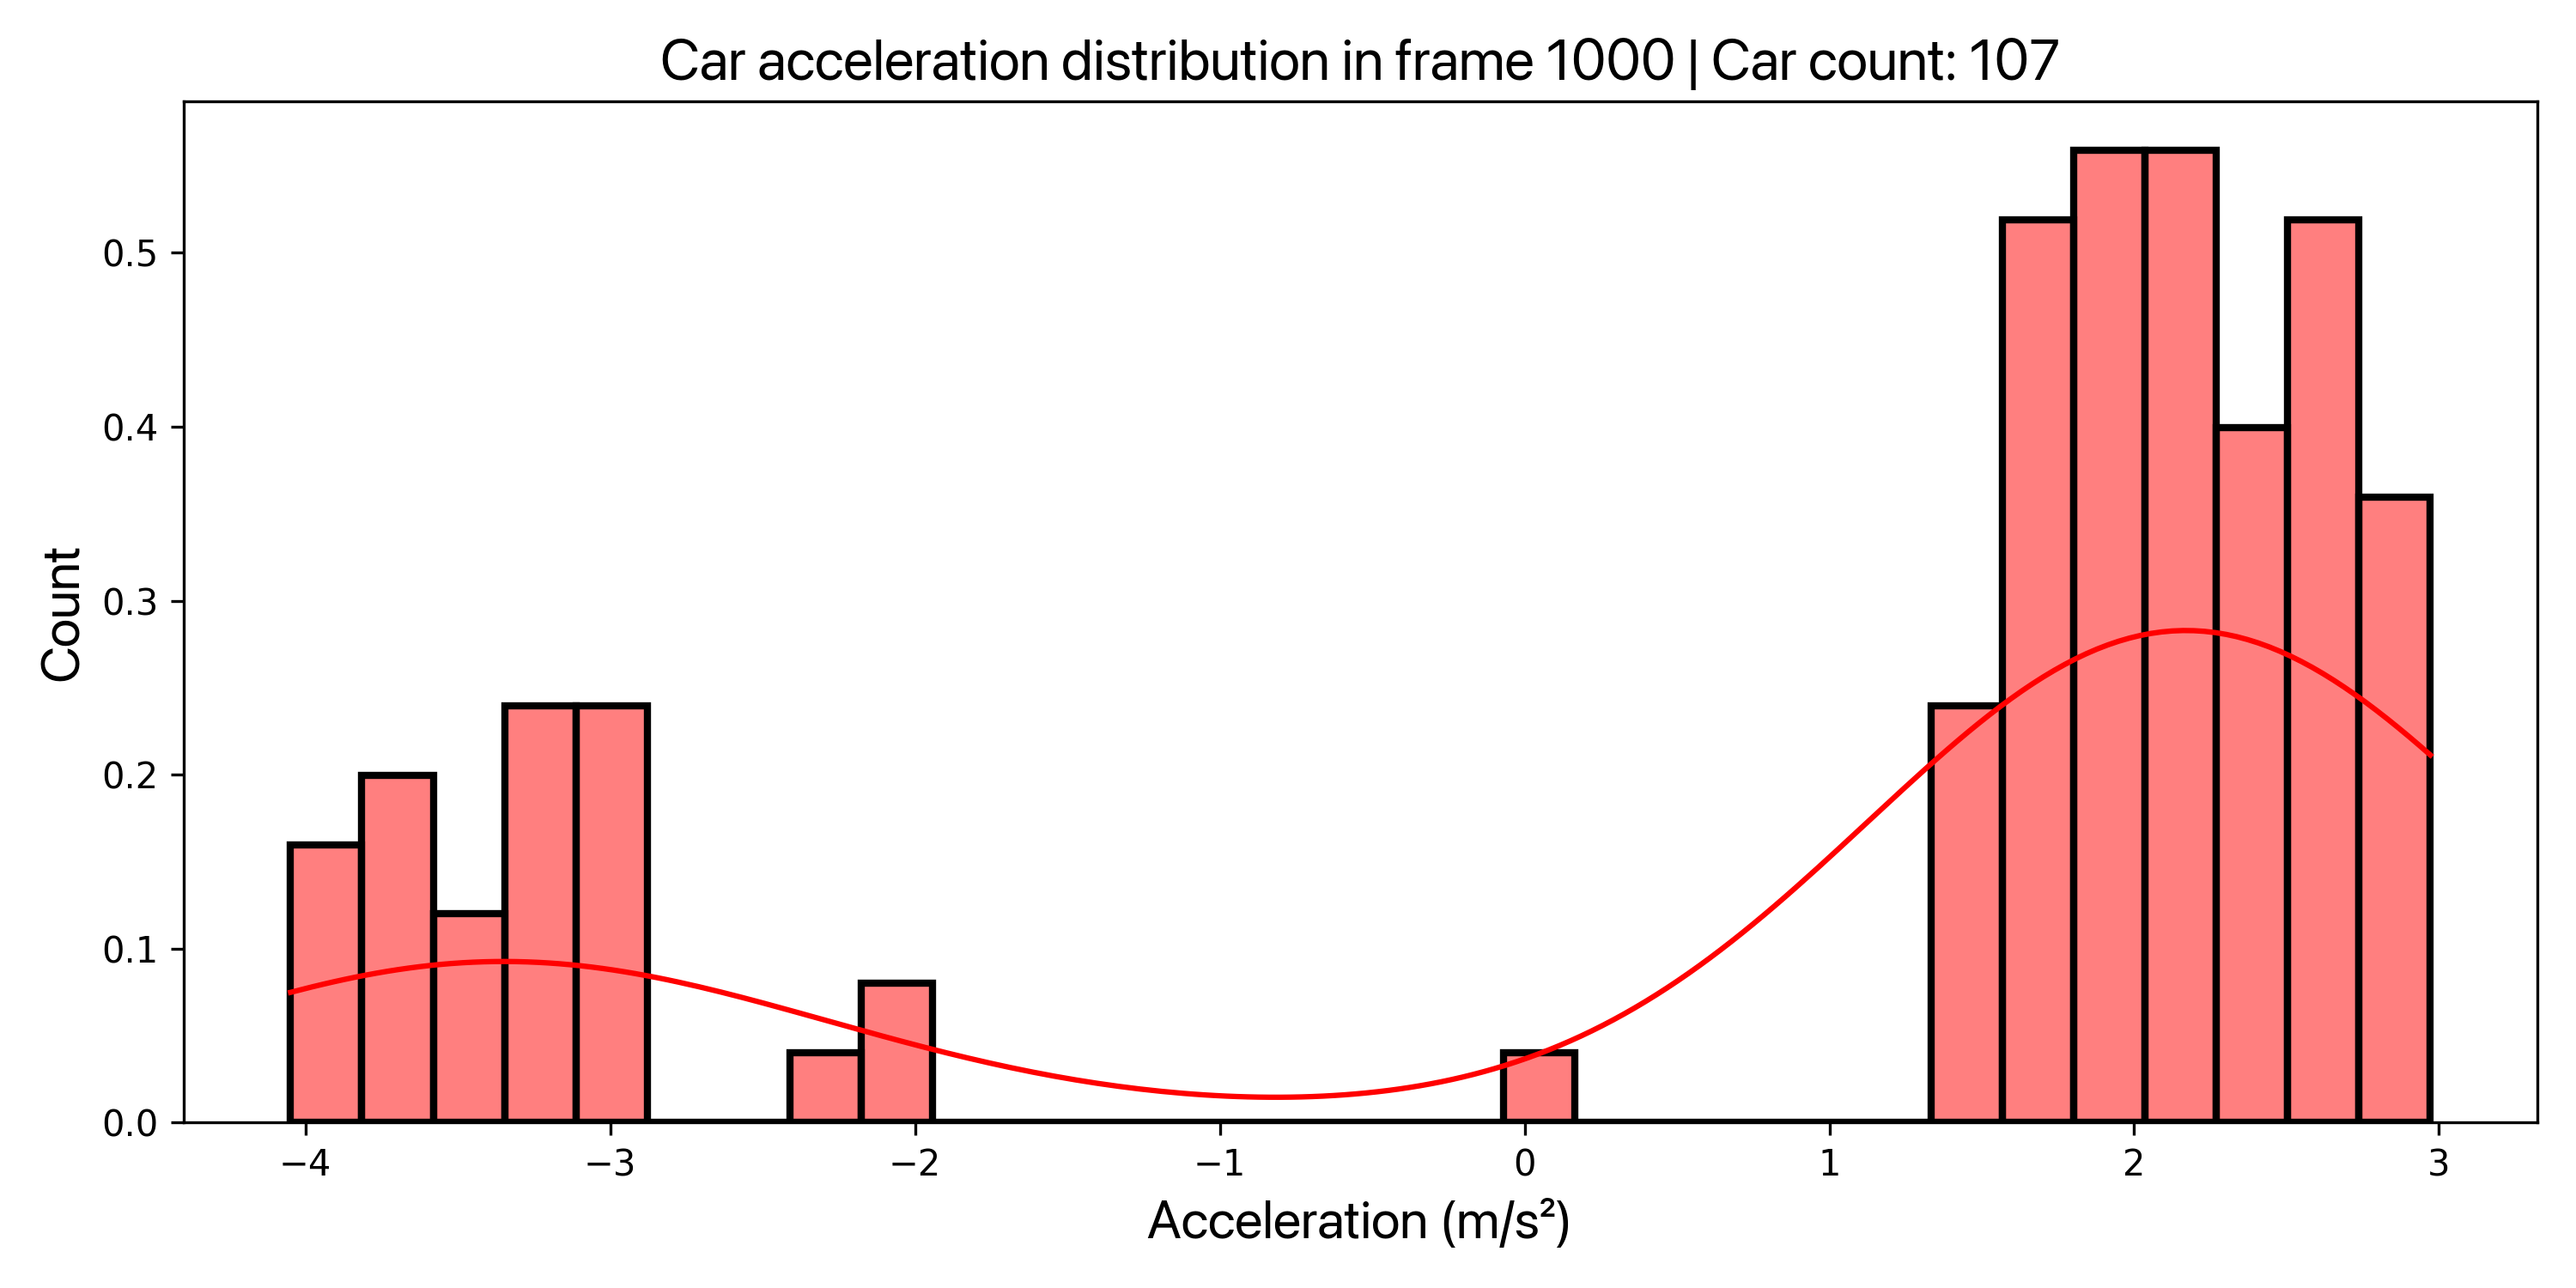 Car acceleration distribution in frame 1000 | Car count: 107
Count
0.5
0.4
0.3
0.2
0.1
0.0
−4 −3 −2 −1 0 1 2 3
Acceleration (m/s²)